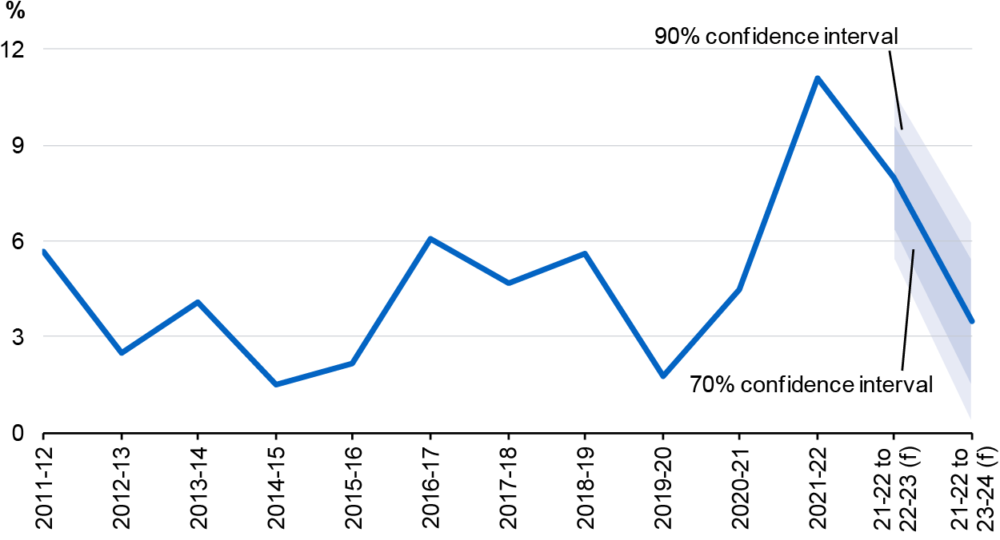 %
90% confidence interval
12
9
6
3
70% confidence interval
0
2011-12
2012-13
2013-14
2014-15
2015-16
2016-17
2017-18
2018-19
2019-20
2020-21
2021-22
21-22 to
22-23 (f)
21-22 to
23-24 (f)